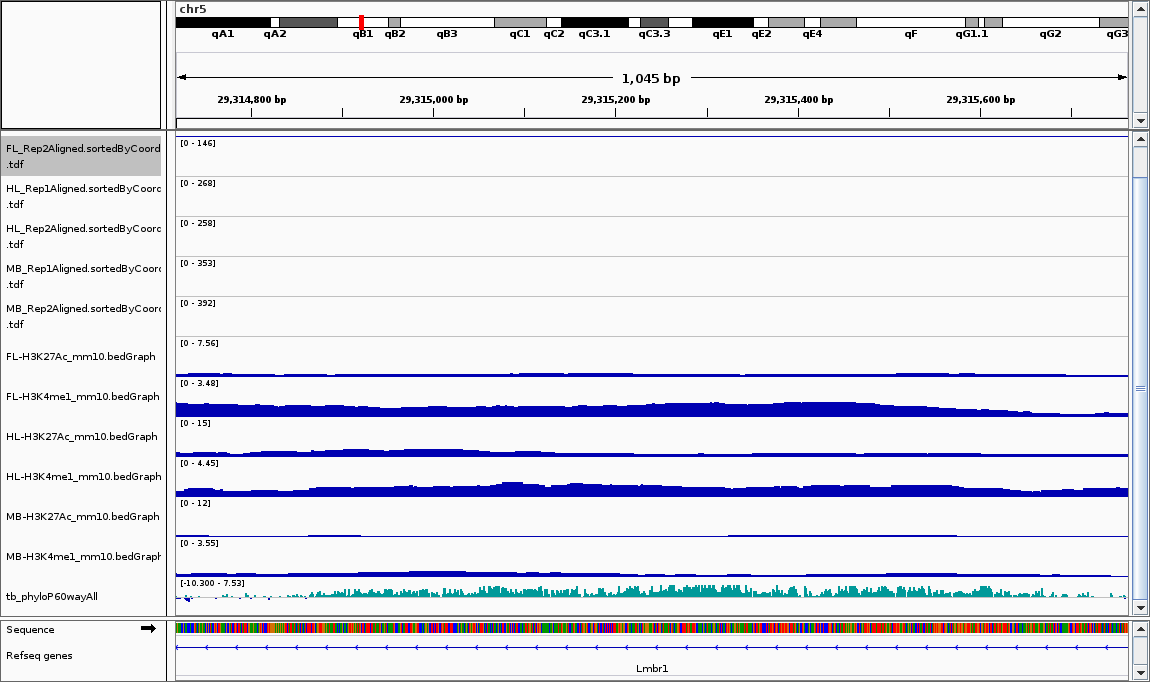 chr5
qA1 qA2 qB1 qB2 qB3 qC1 qC2 qC3.1 qC3.3 qE1 qE2 qE4 qF qG1.1 qG2 qG3
1,045 bp
29,314,800 bp 29,315,000 bp 29,315,200 bp 29,315,400 bp 29,315,600 bp
FL_Rep2Aligned.sortedByCoord
.tdf
[0 - 146]
HL_Rep1Aligned.sortedByCoord
.tdf
[0 - 268]
HL_Rep2Aligned.sortedByCoord
.tdf
[0 - 258]
MB_Rep1Aligned.sortedByCoord
.tdf
[0 - 353]
MB_Rep2Aligned.sortedByCoord
.tdf
[0 - 392]
FL-H3K27Ac_mm10.bedGraph
[0 - 7.56]
FL-H3K4me1_mm10.bedGraph
[0 - 3.48]
HL-H3K27Ac_mm10.bedGraph
[0 - 15]
HL-H3K4me1_mm10.bedGraph
[0 - 4.45]
MB-H3K27Ac_mm10.bedGraph
[0 - 12]
MB-H3K4me1_mm10.bedGraph
[0 - 3.55]
tb_phyloP60wayAll
[-10.300 - 7.53]
Sequence
Refseq genes
Lmbr1